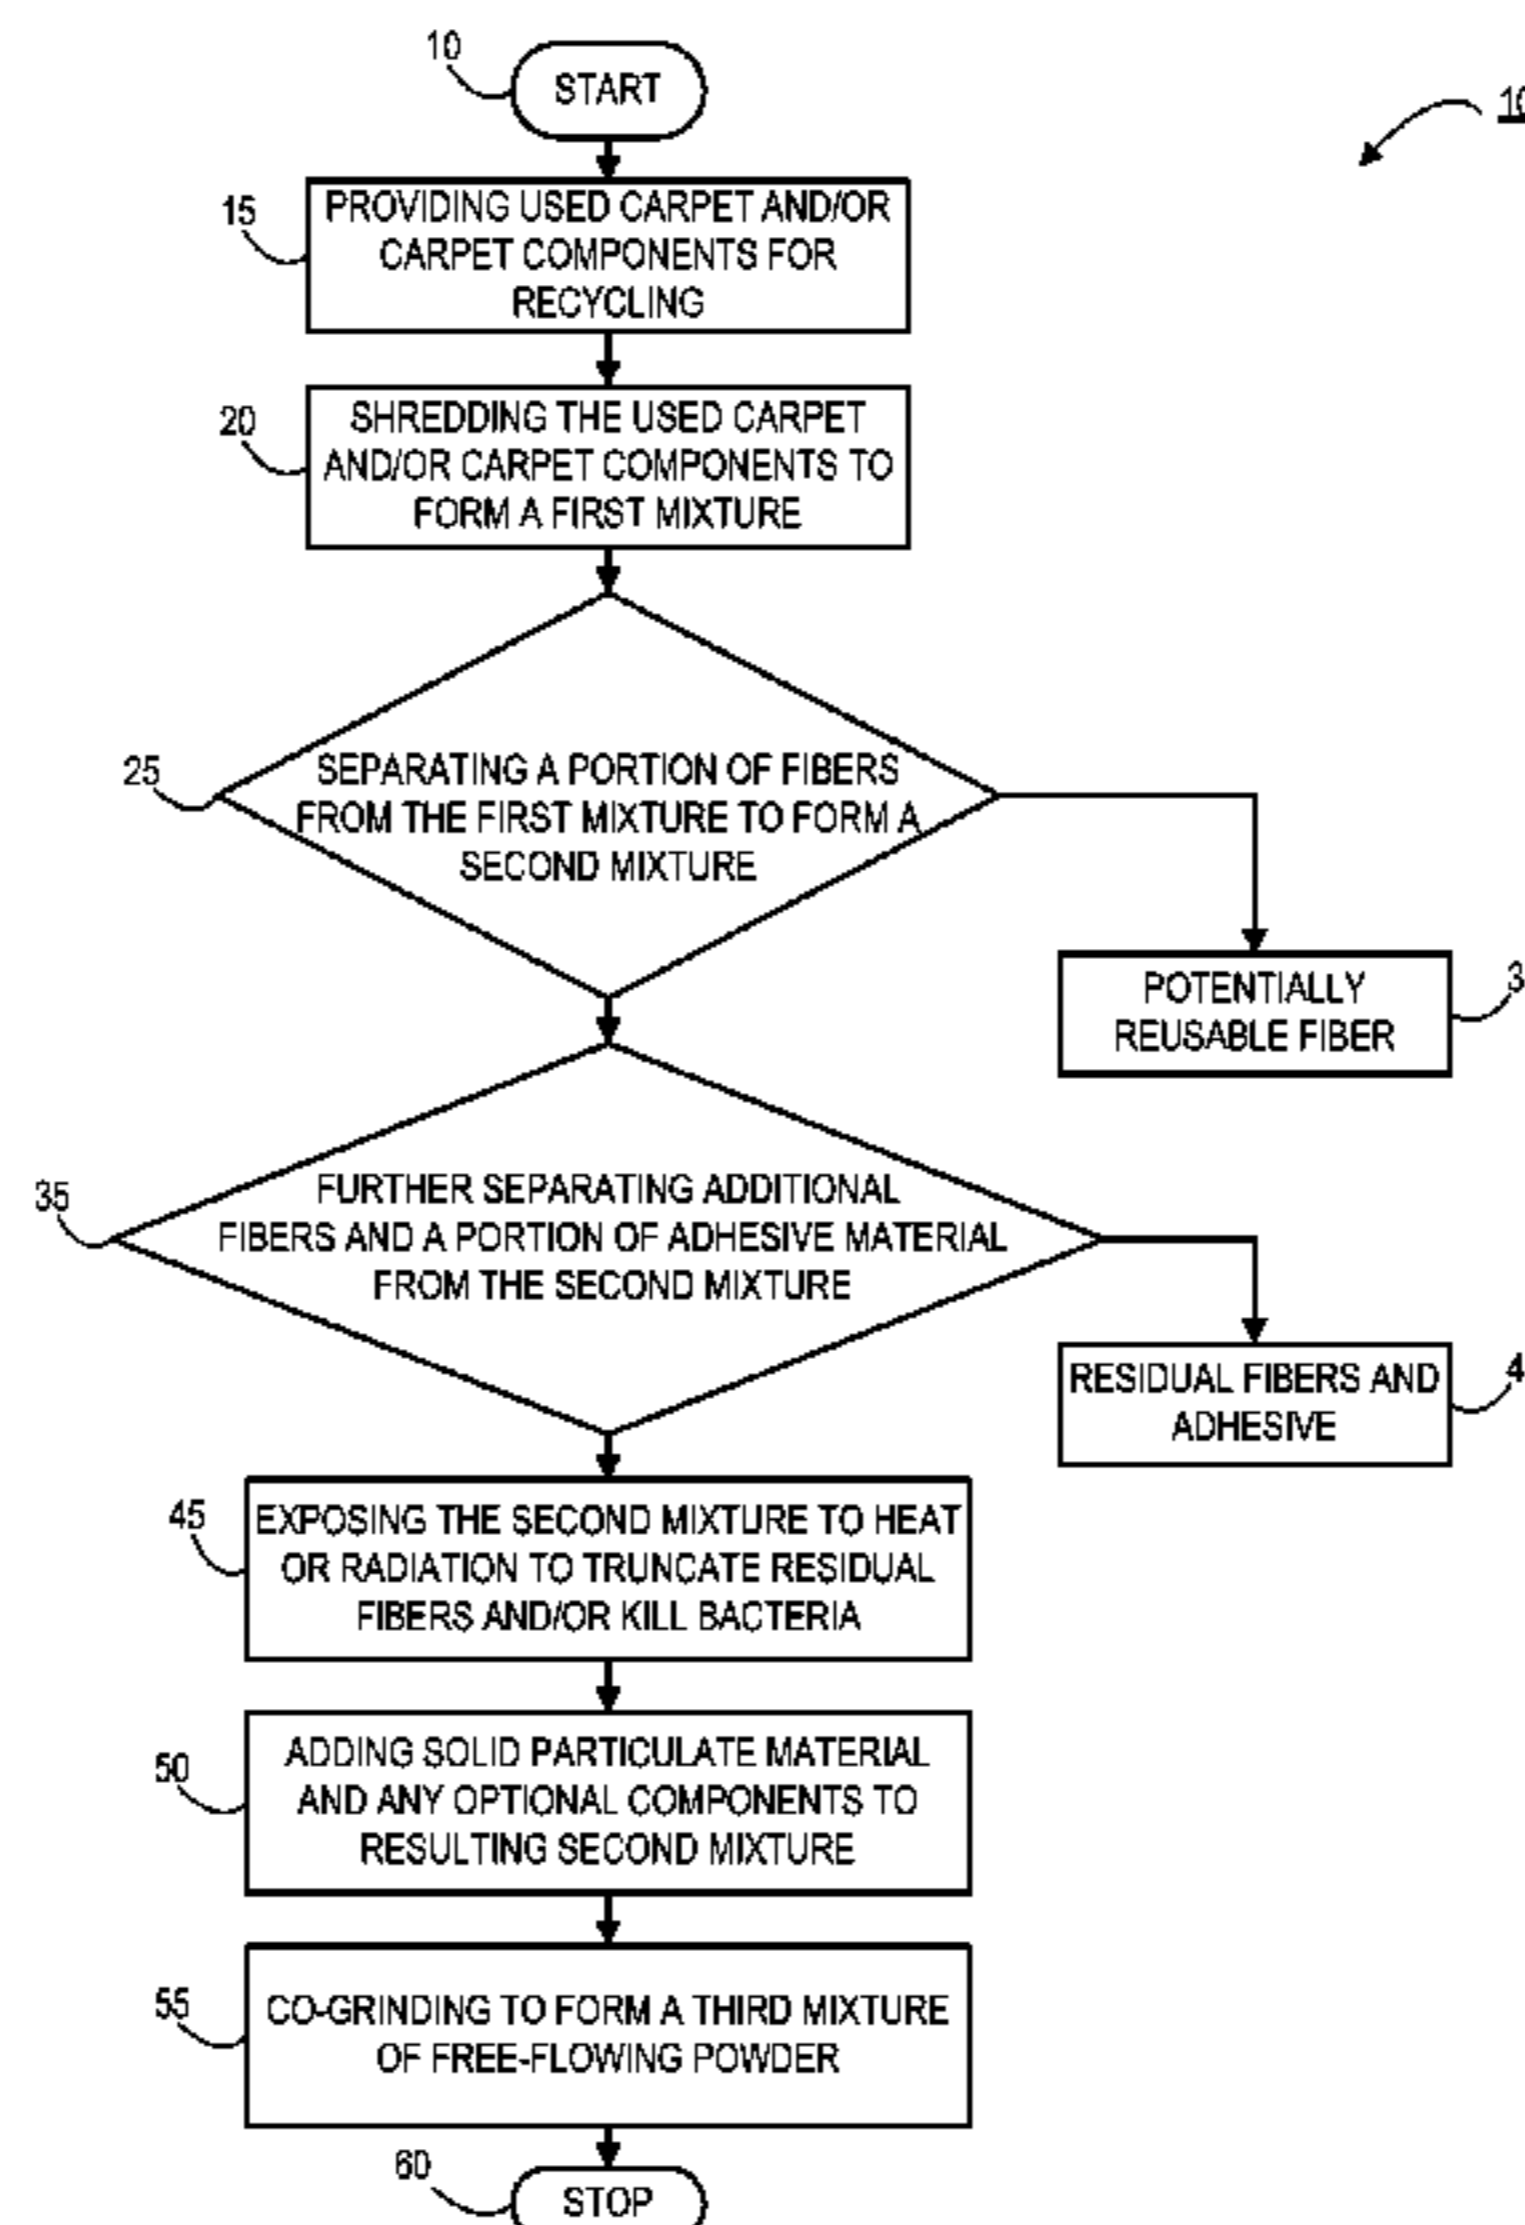 10
START
10
15
PROVIDING USED CARPET AND/OR
CARPET COMPONENTS FOR
RECYCLING
20
SHREDDING THE USED CARPET
AND/OR CARPET COMPONENTS TO
FORM A FIRST MIXTURE
25
SEPARATING A PORTION OF FIBERS
FROM THE FIRST MIXTURE TO FORM A
SECOND MIXTURE
POTENTIALLY
REUSABLE FIBER
3
35
FURTHER SEPARATING ADDITIONAL
FIBERS AND A PORTION OF ADHESIVE MATERIAL
FROM THE SECOND MIXTURE
RESIDUAL FIBERS AND
ADHESIVE
4
45
EXPOSING THE SECOND MIXTURE TO HEAT
OR RADIATION TO TRUNCATE RESIDUAL
FIBERS AND/OR KILL BACTERIA
50
ADDING SOLID PARTICULATE MATERIAL
AND ANY OPTIONAL COMPONENTS TO
RESULTING SECOND MIXTURE
55
CO-GRINDING TO FORM A THIRD MIXTURE
OF FREE-FLOWING POWDER
60
STOP